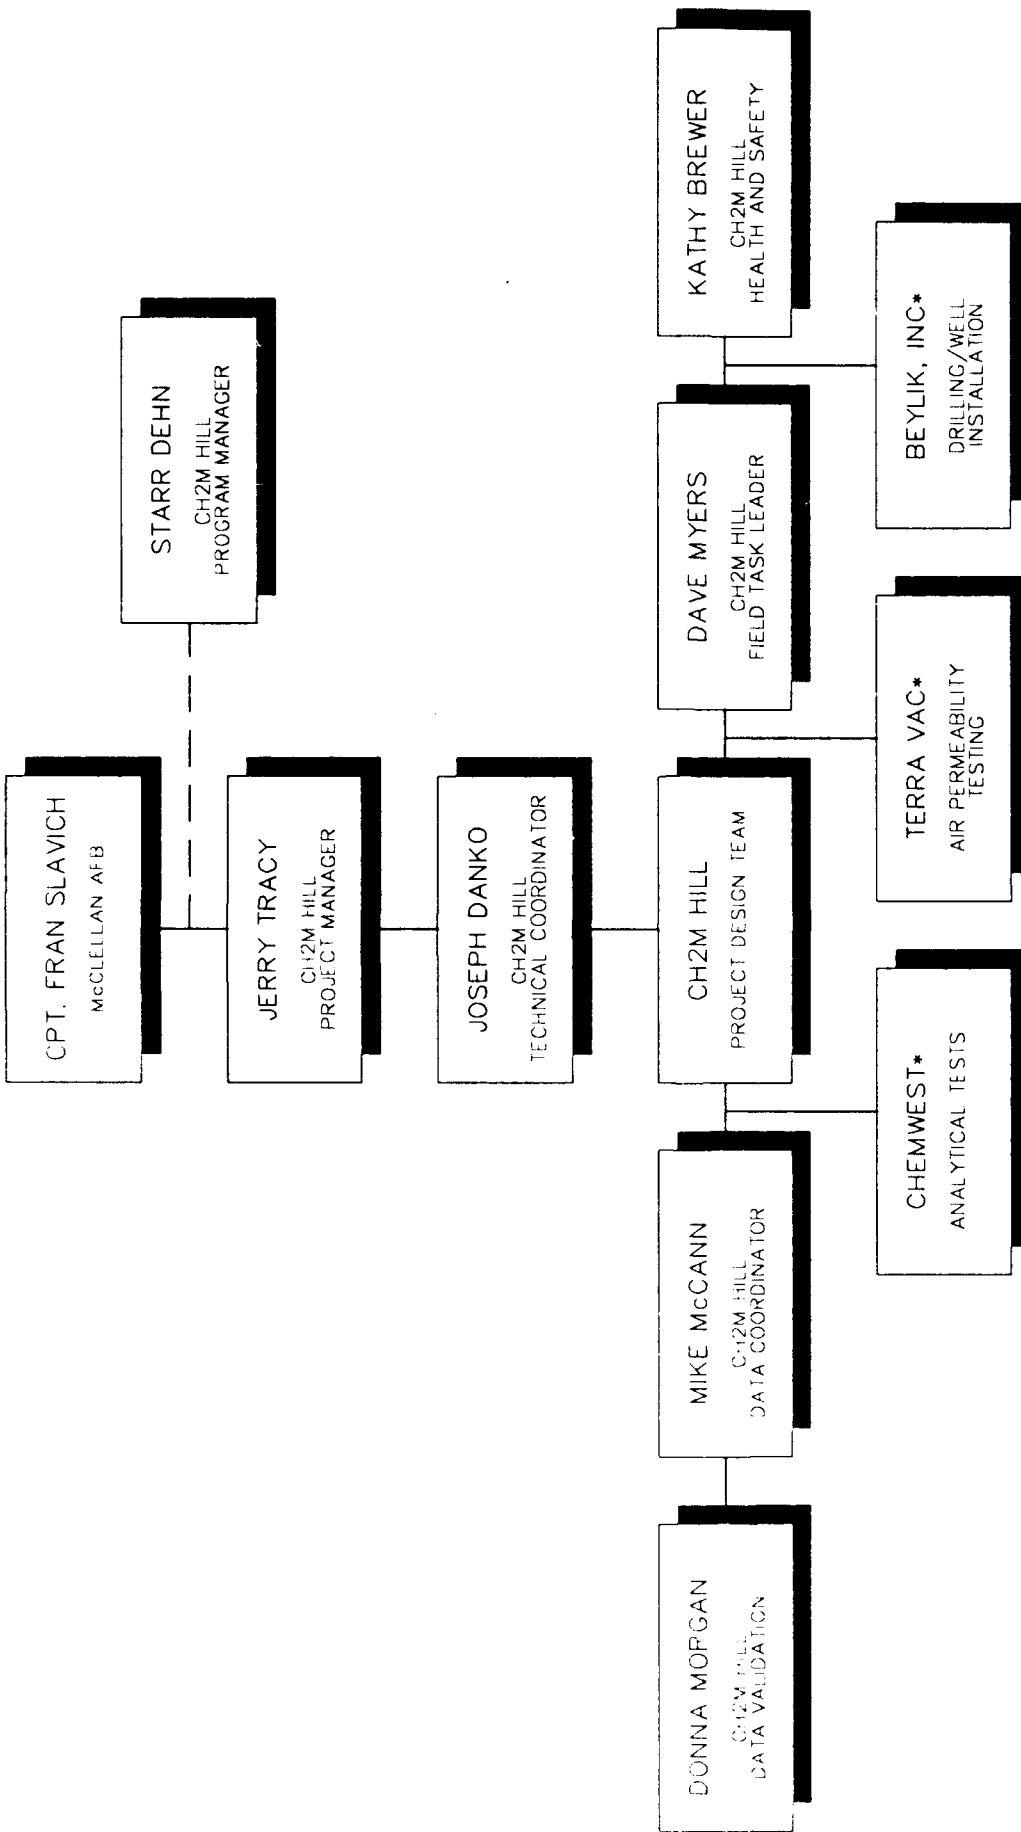 CPT. FRAN SLAVICH
McCLELLAN AFB
STARR DEHN
CH2M HILL
PROGRAM MANAGER
JERRY TRACY
CH2M HILL
PROJECT MANAGER
JOSEPH DANKO
CH2M HILL
TECHNICAL COORDINATOR
DONNA MORGAN
CH2M HILL
DATA VALIDATION
MIKE McCANN
CH2M HILL
DATA COORDINATOR
CH2M HILL
PROJECT DESIGN TEAM
DAVE MYERS
CH2M HILL
FIELD TASK LEADER
KATHY BREWER
CH2M HILL
HEALTH AND SAFETY
CHEMWEST*
ANALYTICAL TESTS
TERRA VAC*
AIR PERMEABILITY
TESTING
BEYLIK, INC*
DRILLING/WELL
INSTALLATION